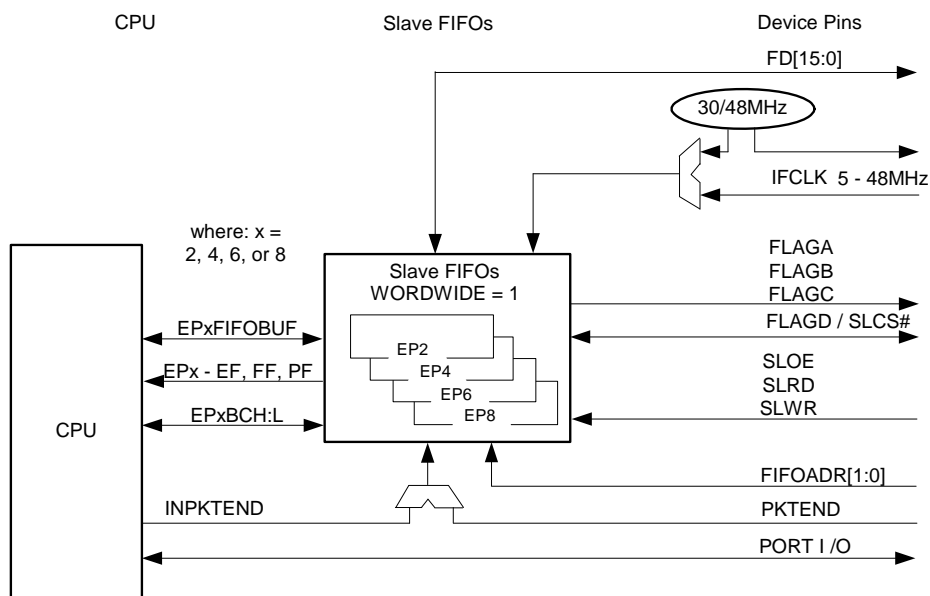 CPU Slave FIFOs Device Pins
FD[15:0]
30/48MHz
IFCLK 5 - 48MHz
where: x =
2, 4, 6, or 8
Slave FIFOs
WORDWIDE = 1
FLAGA
FLAGB
FLAGC
FLAGD / SLCS#
EPxFIFOBUF
EP2
EPx - EF, FF, PF
EP4
EP6
EP8
SLOE
SLRD
SLWR
EPxBCH:L
CPU
FIFOADR[1:0]
INPKTEND
PKTEND
PORT I /O